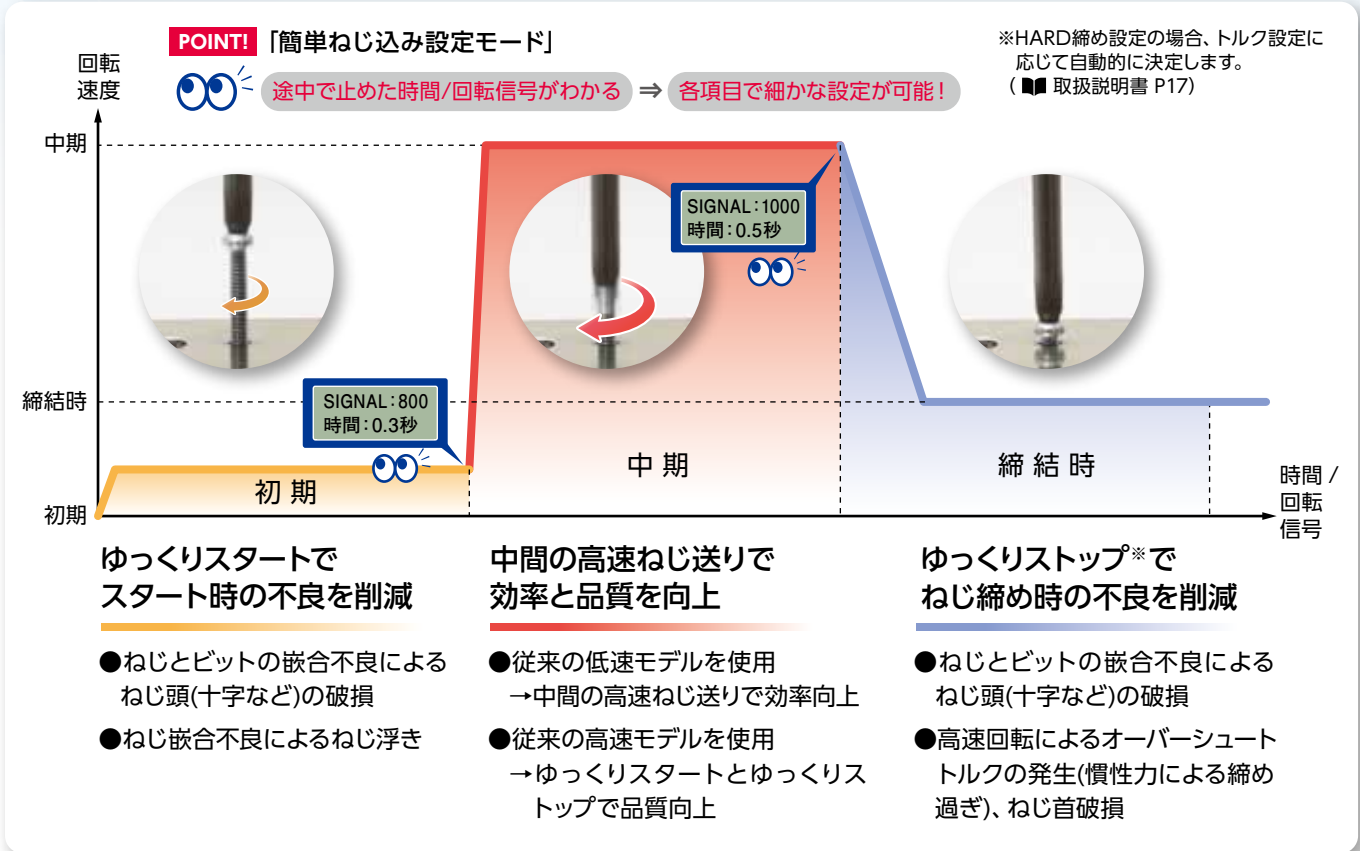 POINT! 「簡単ねじ込み設定モード」
途中で止めた時間/回転信号がわかる ⇒ 各項目で細かな設定が可能!
※HARD締め設定の場合、トルク設定に
応じて自動的に決定します。
( 取扱説明書 P17)
回転
速度
中期
締結時
初期
SIGNAL:800
時間:0.3秒
SIGNAL:1000
時間:0.5秒
初期
中期
締結時
時間 /
回転
信号
ゆっくりスタートで
スタート時の不良を削減
●ねじとビットの嵌合不良による
ねじ頭(十字など)の破損
●ねじ嵌合不良によるねじ浮き
中間の高速ねじ送りで
効率と品質を向上
●従来の低速モデルを使用
→中間の高速ねじ送りで効率向上
●従来の高速モデルを使用
→ゆっくりスタートとゆっくりス
トップで品質向上
ゆっくりストップ※で
ねじ締め時の不良を削減
●ねじとビットの嵌合不良による
ねじ頭(十字など)の破損
●高速回転によるオーバーシュート
トルクの発生(慣性力による締め
過ぎ)、ねじ首破損